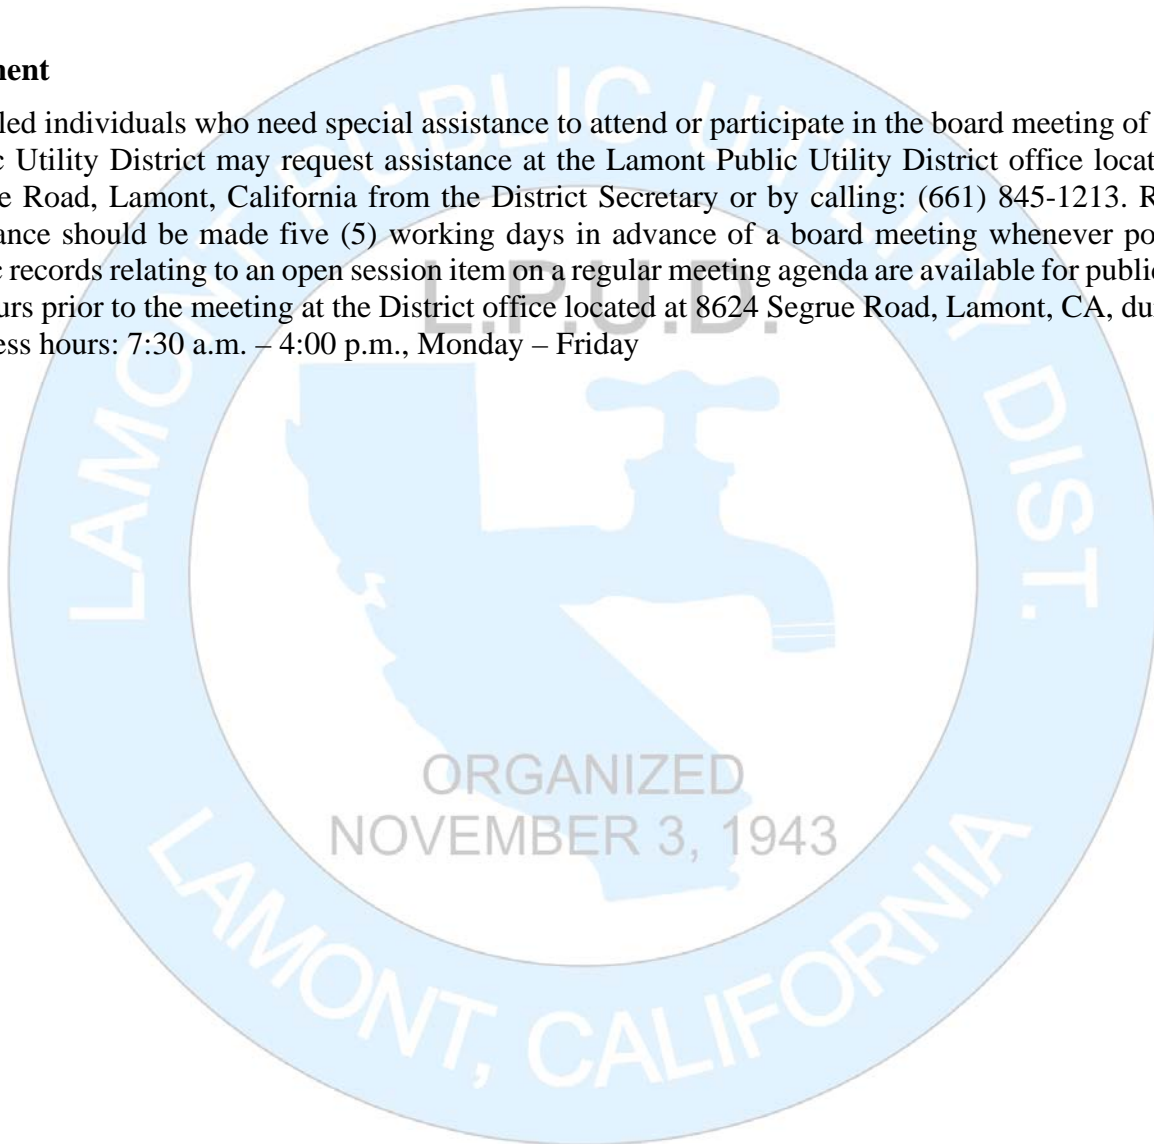 nent
led individuals who need special assistance to attend or participate in the board meeting of
c Utility District may request assistance at the Lamont Public Utility District office locat
e Road, Lamont, California from the District Secretary or by calling: (661) 845-1213. R
ance should be made five (5) working days in advance of a board meeting whenever po
c records relating to an open session item on a regular meeting agenda are available for public
ours prior to the meeting at the District office located at 8624 Segrue Road, Lamont, CA, du
ess hours: 7:30 a.m. – 4:00 p.m., Monday – Friday
LAMONT PUBLIC UTILITY DIST.
L.P.U.D.
ORGANIZED
NOVEMBER 3, 1943
LAMONT, CALIFORNIA